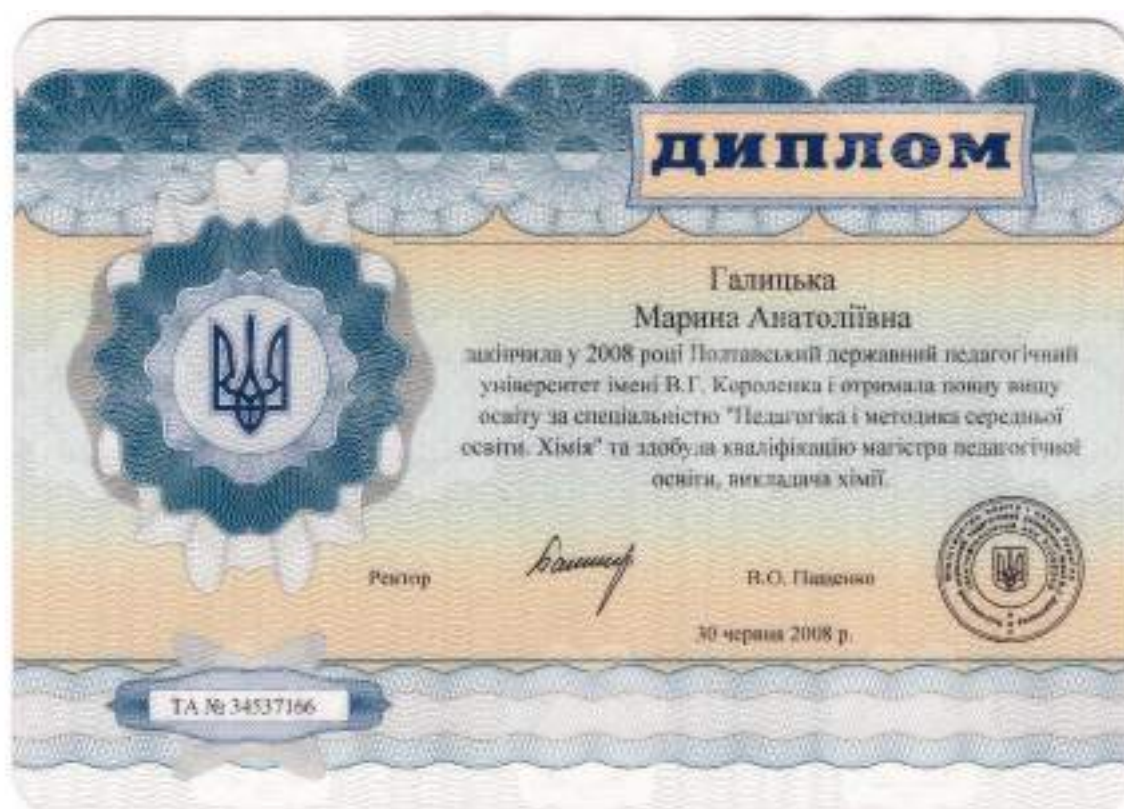 ДИПЛОМ
Галицька
Марина Анатоліївна
закінчила у 2008 році Полтавський державний педагогічний
університет імені В.Г. Короленка і отримала повну вищу
освіту за спеціальністю "Педагогіка і методика середньої
освіти. Хімія" та здобула кваліфікацію магістра педагогічної
освіти, викладача хімії.
Ректор
В.О. Пащенко
30 червня 2008 р.
ТА № 34537166